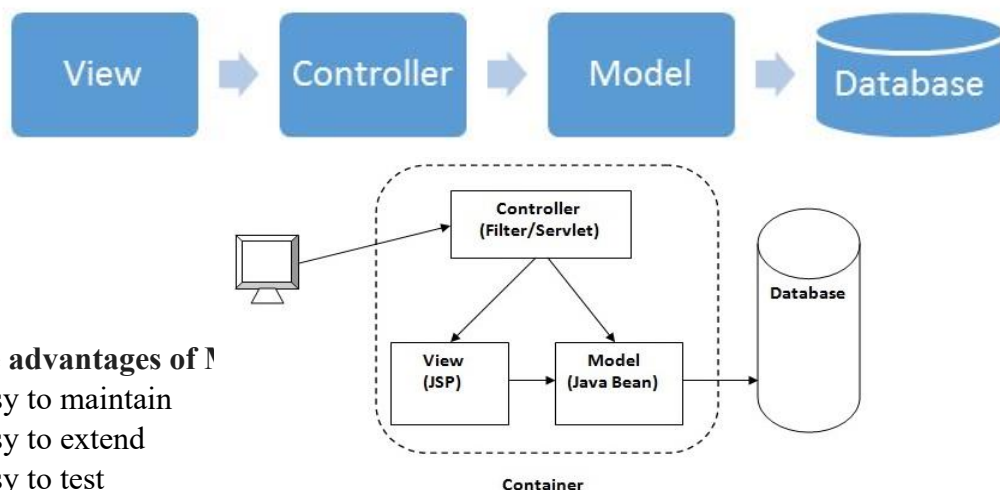 View
Controller
Model
Database
Controller
(Filter/Servlet)
Database
View
(JSP)
Model
(Java Bean)
advantages of
sy to maintain
sy to extend
sy to test
Container